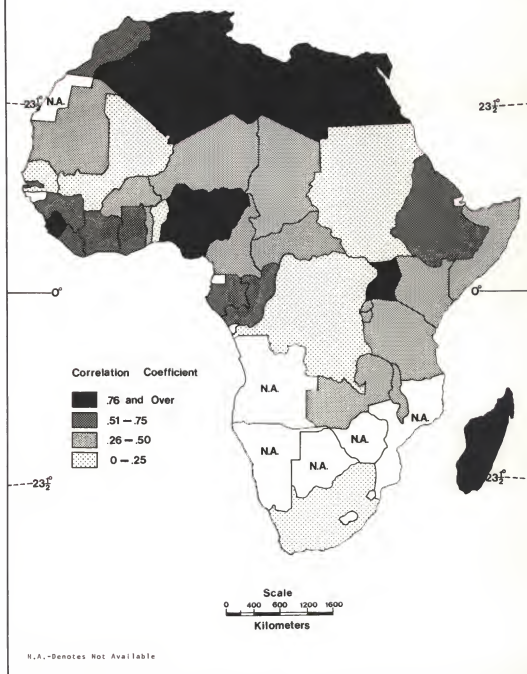 23½°
N.A.
23½°
0°
0°
Correlation Coefficient
.76 and Over
.51 – .75
.26 – .50
0 – .25
N.A.
N.A.
N.A.
N.A.
N.A.
23½°
23½°
Scale
0 400 800 1200 1600
Kilometers
N.A.-Denotes Not Available